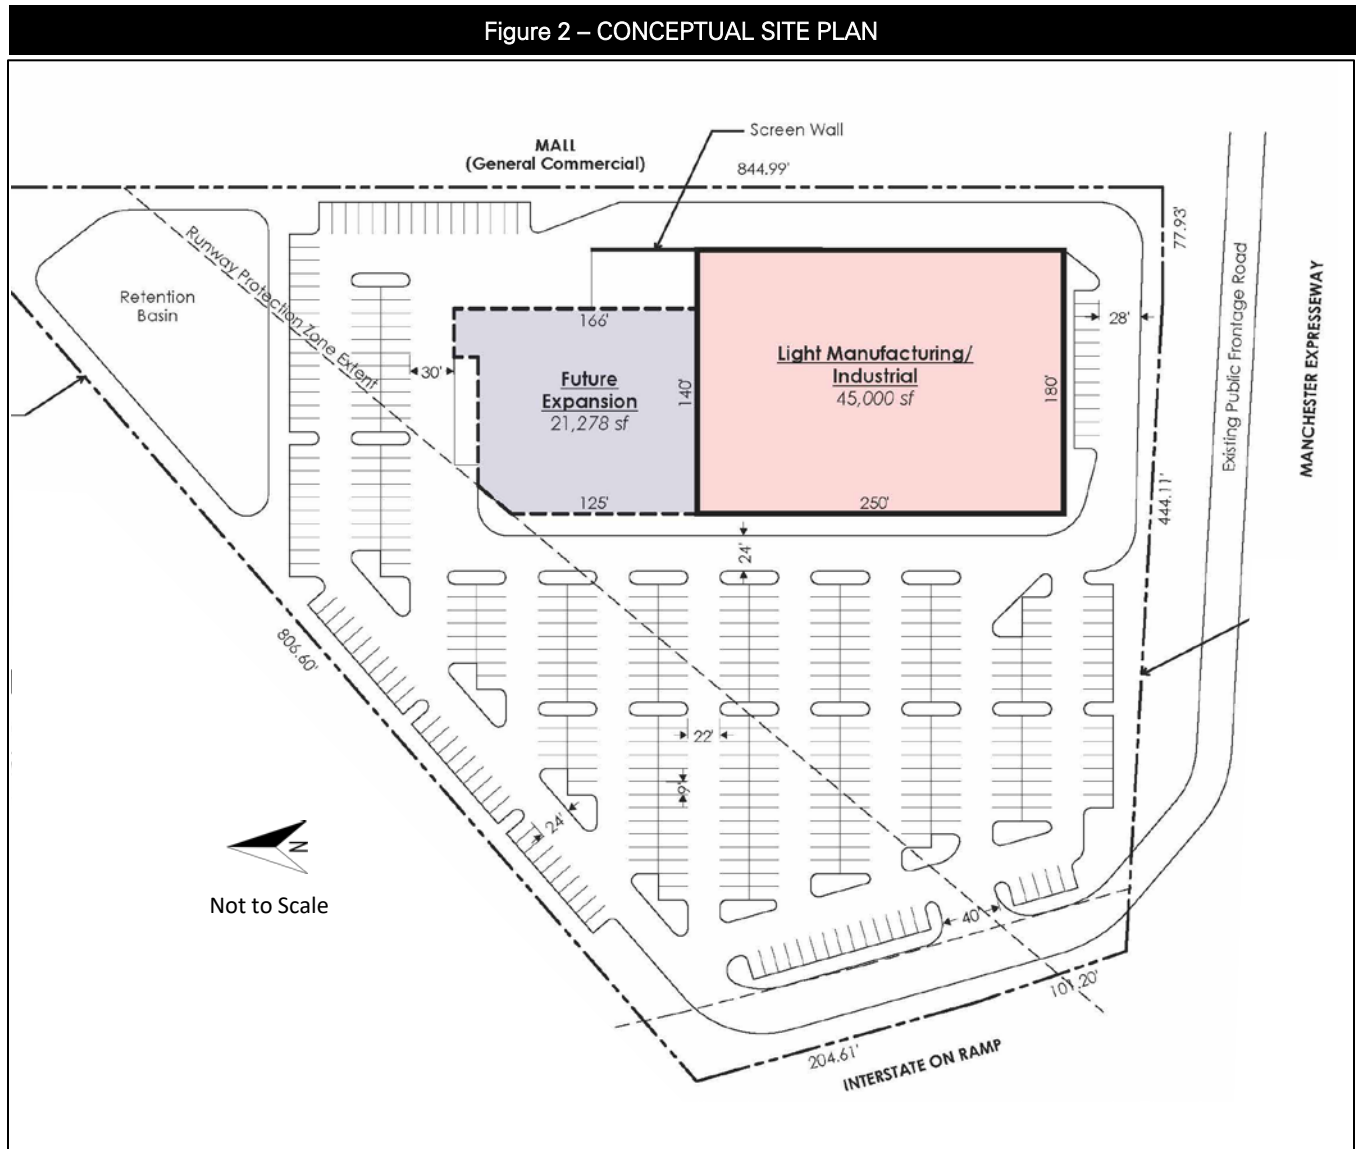 Figure 2 – CONCEPTUAL SITE PLAN
Screen Wall
MALL
(General Commercial)
844.99'
77.93'
Runway Protection Zone Extent
Retention
Basin
166'
30'
28'
Future
Expansion
21,278 sf
140'
Light Manufacturing/
Industrial
45,000 sf
180'
Existing Public Frontage Road
MANCHESTER EXPRESSEWAY
125'
250'
444.11'
24'
806.60'
22'
9'
24'
N
Not to Scale
40'
101.20'
204.61'
INTERSTATE ON RAMP